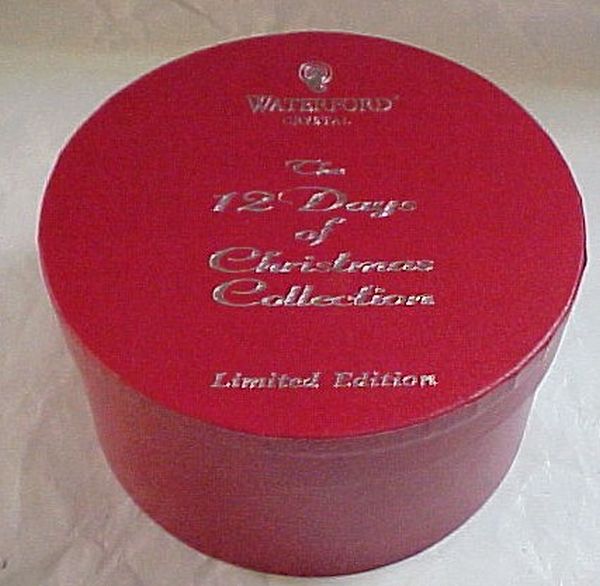 WATERFORD®
CRYSTAL
The
12 Days
of
Christmas
Collection
Limited Edition